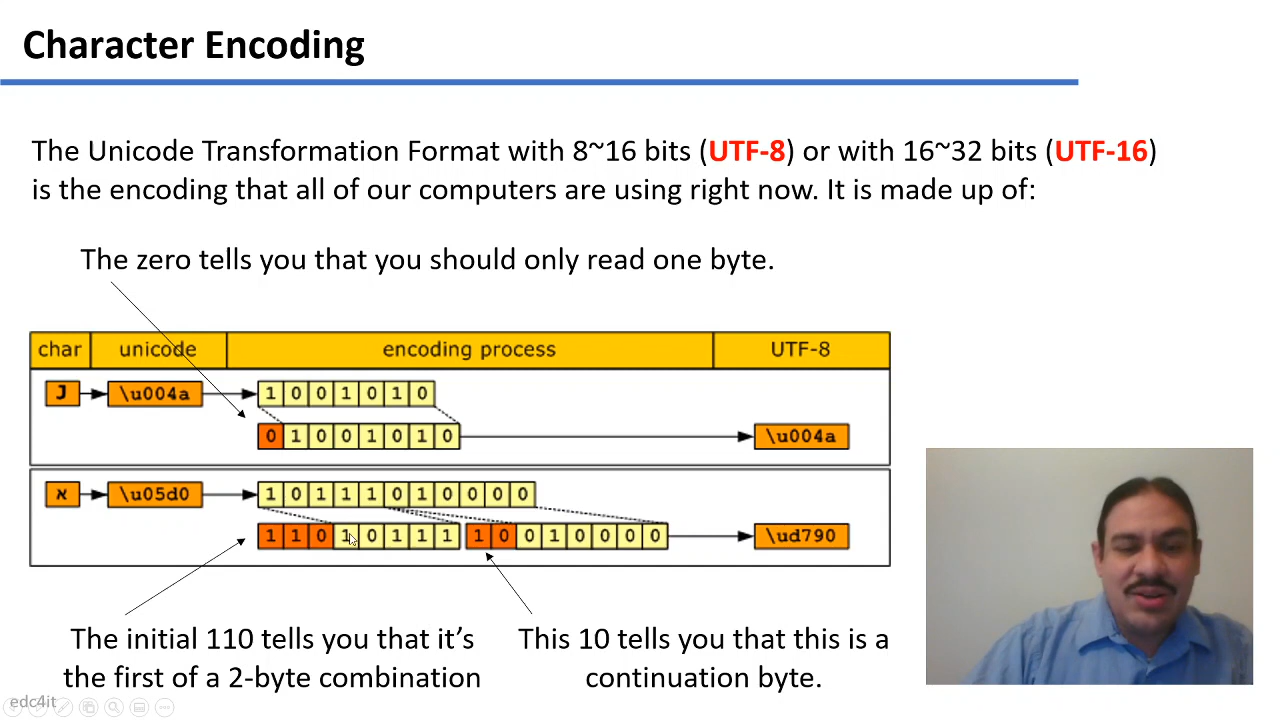 Character Encoding
The Unicode Transformation Format with 8~16 bits (UTF-8) or with 16~32 bits (UTF-16)
is the encoding that all of our computers are using right now. It is made up of:
The zero tells you that you should only read one byte.
char unicode encoding process UTF-8
J \u004a 1 0 0 1 0 1 0
0 1 0 0 1 0 1 0 \u004a
א \u05d0 1 0 1 1 1 0 1 0 0 0 0
1 1 0 1 0 1 1 1 1 0 0 1 0 0 0 0 \ud790
The initial 110 tells you that it's
the first of a 2-byte combination
This 10 tells you that this is a
continuation byte.
edc4it